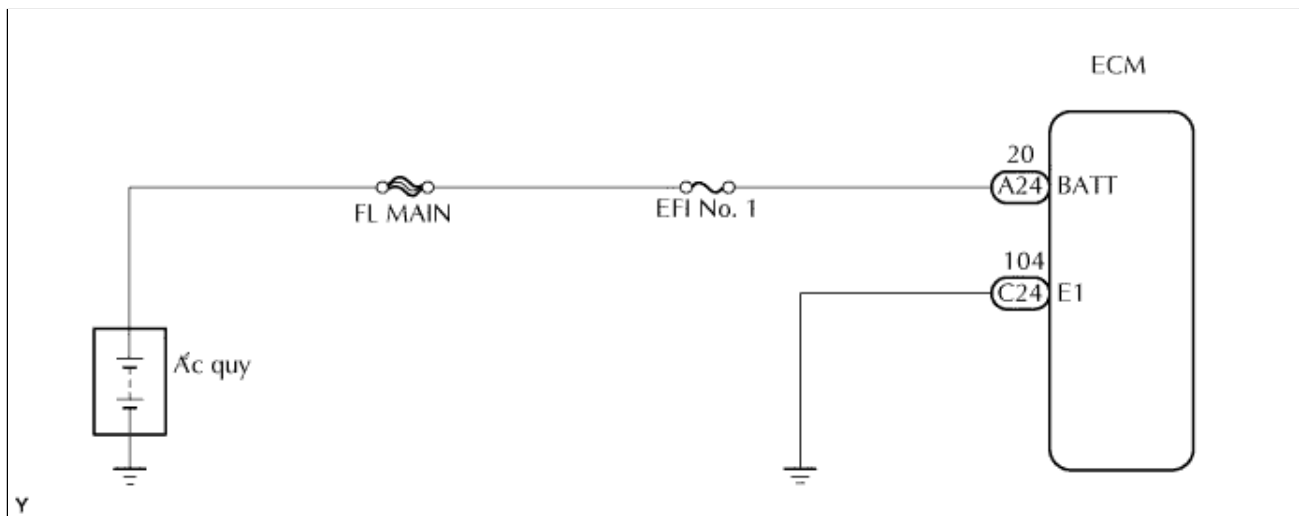 ECM
20
A24 BATT
FL MAIN
EFI No. 1
104
C24 E1
Ắc quy
Y